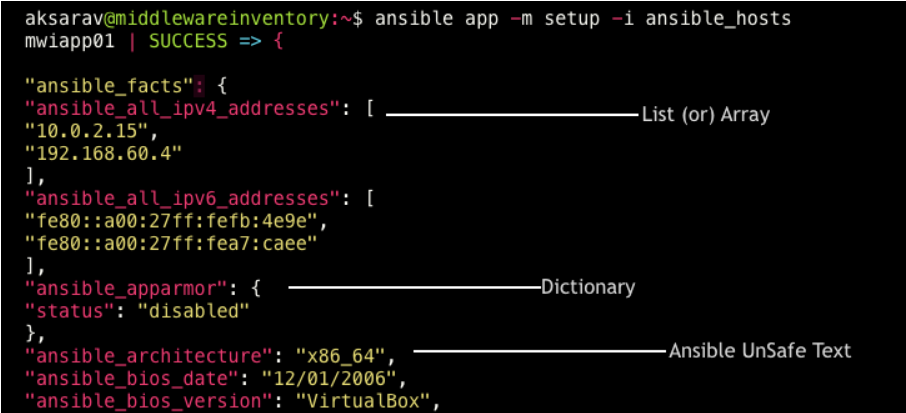 aksarav@middlewareinventory:~$ ansible app -m setup -i ansible_hosts
mwiapp01 | SUCCESS => {
"ansible_facts": {
"ansible_all_ipv4_addresses": [ List (or) Array
"10.0.2.15",
"192.168.60.4"
],
"ansible_all_ipv6_addresses": [
"fe80::a00:27ff:fefb:4e9e",
"fe80::a00:27ff:fea7:caee"
],
"ansible_apparmor": { Dictionary
"status": "disabled"
},
"ansible_architecture": "x86_64", Ansible UnSafe Text
"ansible_bios_date": "12/01/2006",
"ansible_bios_version": "VirtualBox",